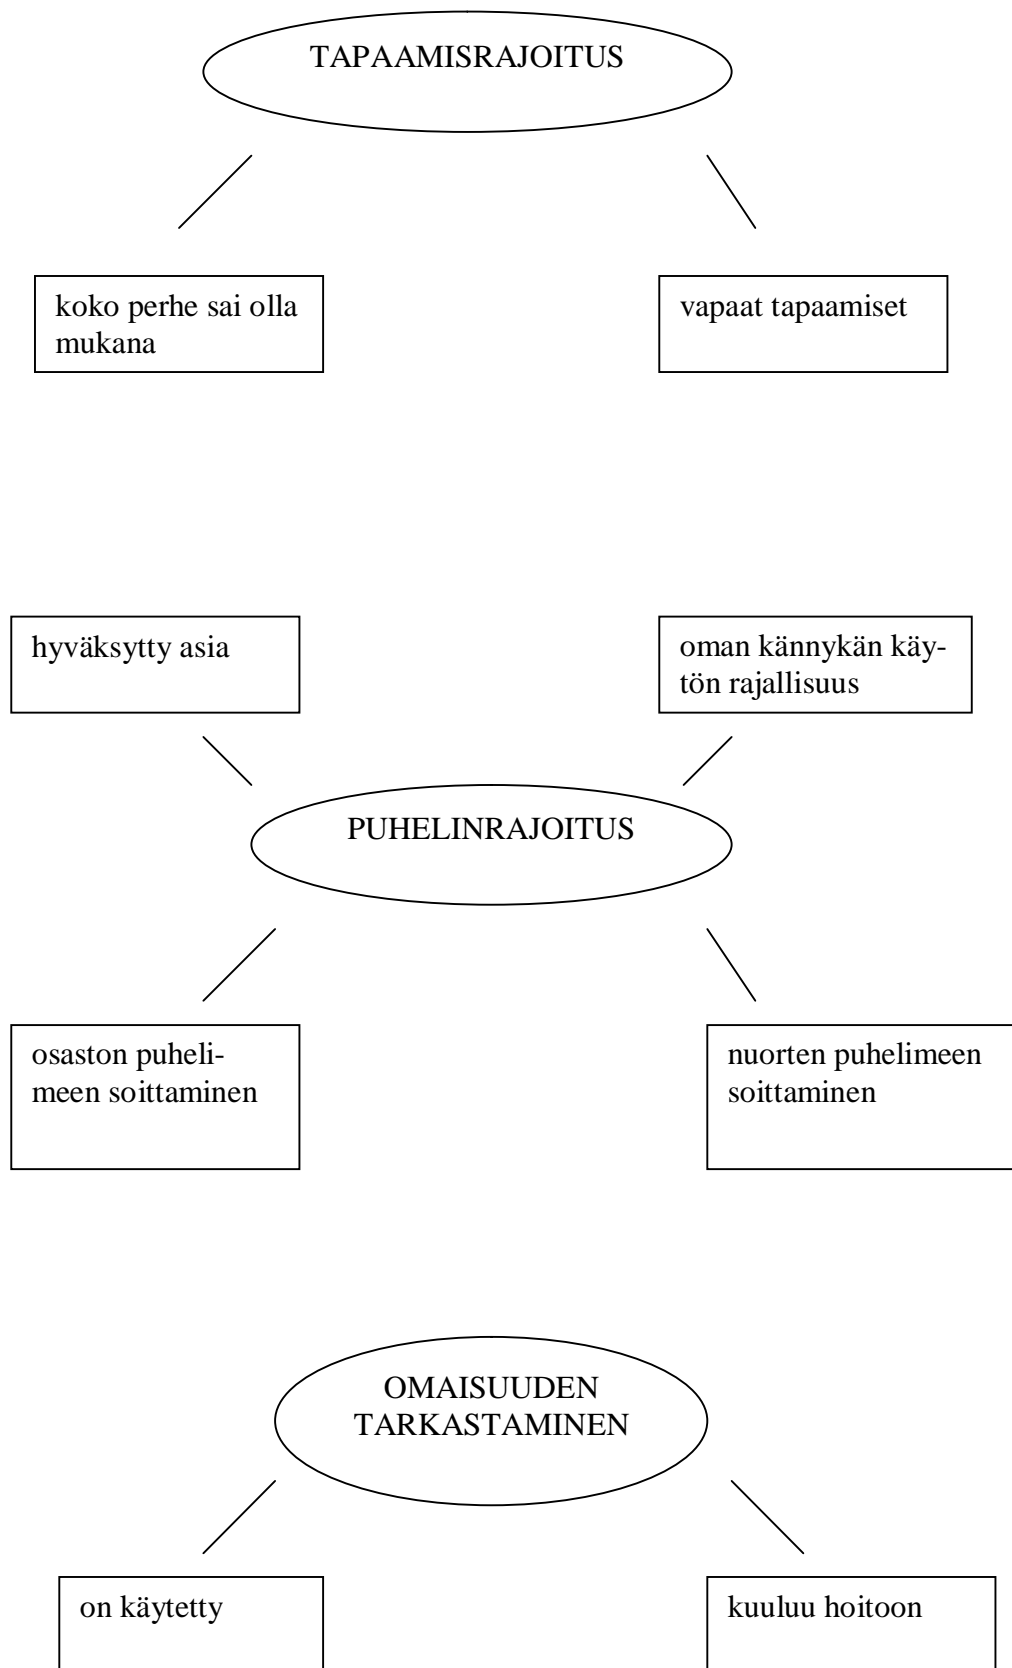 TAPAAMISRAJOITUS
koko perhe sai olla
mukana
vapaat tapaamiset
hyväksytty asia
oman kännykän käy-
tön rajallisuus
PUHELINRAJOITUS
osaston puheli-
meen soittaminen
nuorten puhelimeen
soittaminen
OMAISUUDEN
TARKASTAMINEN
on käytetty
kuuluu hoitoon